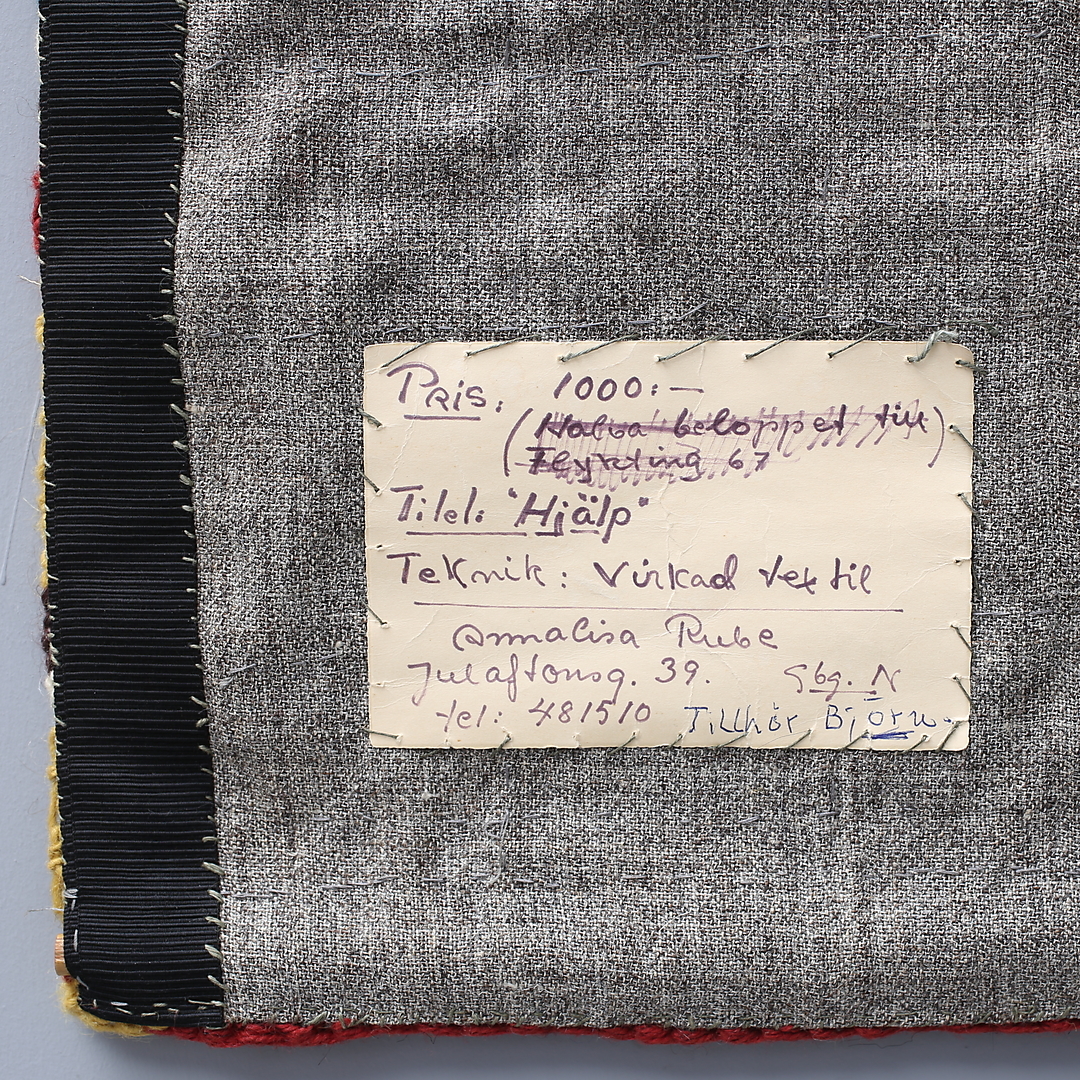 Pris. 1000:-
(Halva beloppet till)
Flykting 67
Titel: "Hjälp"
Teknik: Virkad textil
Annalisa Rube
Julaftonsg. 39. Gbg. N
tel: 481510 Tillhör Björn.